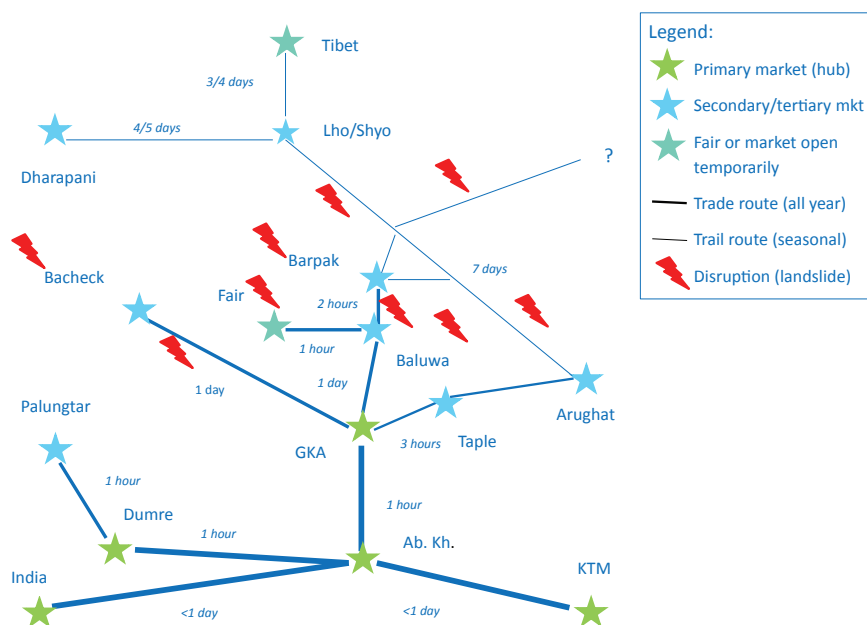 Legend:
Primary market (hub)
Secondary/tertiary mkt
Fair or market open
temporarily
Trade route (all year)
Trail route (seasonal)
Disruption (landslide)
Tibet
3/4 days
4/5 days
Lho/Shyo
?
Dharapani
Barpak
7 days
Bacheck
Fair
2 hours
1 hour
Baluwa
1 day
1 day
Arughat
Palungtar
GKA
3 hours
Taple
1 hour
1 hour
Dumre
1 hour
Ab. Kh.
India
KTM
<1 day
<1 day